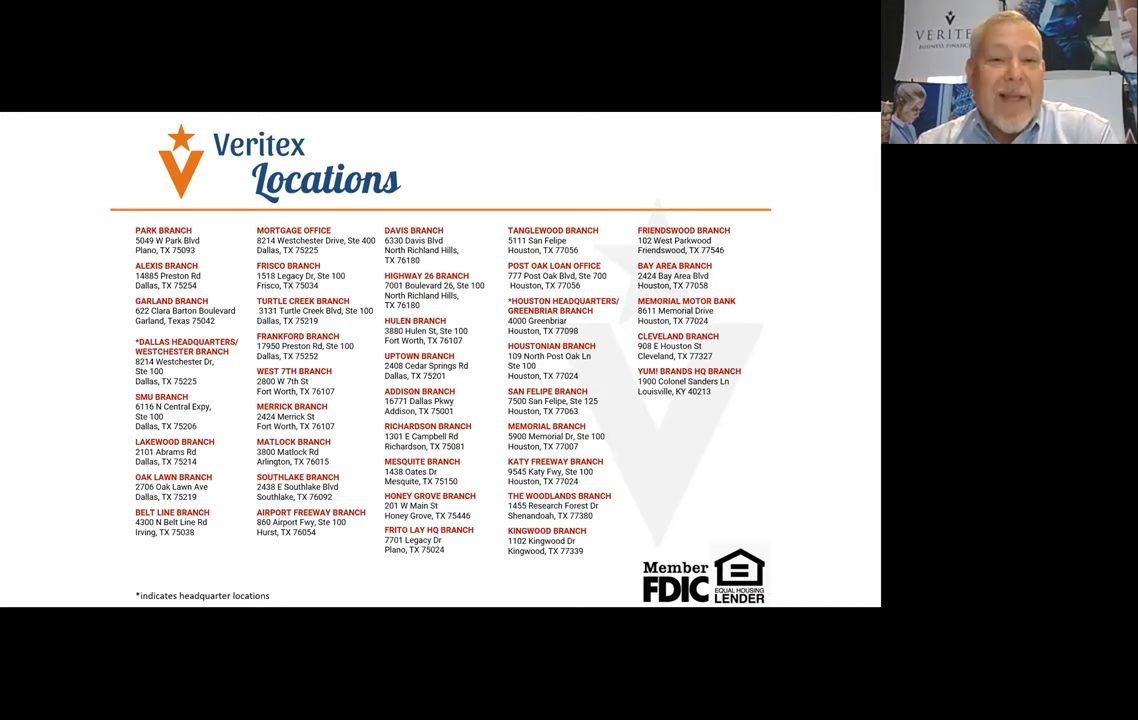 Veritex
Locations
PARK BRANCH
5049 W Park Blvd
Plano, TX 75093
ALEXIS BRANCH
14885 Preston Rd
Dallas, TX 75254
GARLAND BRANCH
622 Clara Barton Boulevard
Garland, Texas 75042
*DALLAS HEADQUARTERS/
WESTCHESTER BRANCH
8214 Westchester Dr,
Ste 100
Dallas, TX 75225
SMU BRANCH
6116 N Central Expy,
Ste 100
Dallas, TX 75206
LAKEWOOD BRANCH
2101 Abrams Rd
Dallas, TX 75214
OAK LAWN BRANCH
2706 Oak Lawn Ave
Dallas, TX 75219
BELT LINE BRANCH
4300 N Belt Line Rd
Irving, TX 75038
MORTGAGE OFFICE
8214 Westchester Drive, Ste 400
Dallas, TX 75225
FRISCO BRANCH
1518 Legacy Dr, Ste 100
Frisco, TX 75034
TURTLE CREEK BRANCH
3131 Turtle Creek Blvd, Ste 100
Dallas, TX 75219
FRANKFORD BRANCH
17950 Preston Rd, Ste 100
Dallas, TX 75252
WEST 7TH BRANCH
2800 W 7th St
Fort Worth, TX 76107
MERRICK BRANCH
2424 Merrick St
Fort Worth, TX 76107
MATLOCK BRANCH
3800 Matlock Rd
Arlington, TX 76015
SOUTHLAKE BRANCH
2438 E Southlake Blvd
Southlake, TX 76092
AIRPORT FREEWAY BRANCH
860 Airport Fwy, Ste 100
Hurst, TX 76054
DAVIS BRANCH
6330 Davis Blvd
North Richland Hills,
TX 76180
HIGHWAY 26 BRANCH
7001 Boulevard 26, Ste 100
North Richland Hills,
TX 76180
HULEN BRANCH
3880 Hulen St, Ste 100
Fort Worth, TX 76107
UPTOWN BRANCH
2408 Cedar Springs Rd
Dallas, TX 75201
ADDISON BRANCH
16771 Dallas Pkwy
Addison, TX 75001
RICHARDSON BRANCH
1301 E Campbell Rd
Richardson, TX 75081
MESQUITE BRANCH
1438 Oates Dr
Mesquite, TX 75150
HONEY GROVE BRANCH
201 W Main St
Honey Grove, TX 75446
FRITO LAY HQ BRANCH
7701 Legacy Dr
Plano, TX 75024
TANGLEWOOD BRANCH
5111 San Felipe
Houston, TX 77056
POST OAK LOAN OFFICE
777 Post Oak Blvd, Ste 700
Houston, TX 77056
*HOUSTON HEADQUARTERS/
GREENBRIAR BRANCH
4000 Greenbriar
Houston, TX 77098
HOUSTONIAN BRANCH
109 North Post Oak Ln
Ste 100
Houston, TX 77024
SAN FELIPE BRANCH
7500 San Felipe, Ste 125
Houston, TX 77063
MEMORIAL BRANCH
5900 Memorial Dr, Ste 100
Houston, TX 77007
KATY FREEWAY BRANCH
9545 Katy Fwy, Ste 100
Houston, TX 77024
THE WOODLANDS BRANCH
1455 Research Forest Dr
Shenandoah, TX 77380
KINGWOOD BRANCH
1102 Kingwood Dr
Kingwood, TX 77339
FRIENDSWOOD BRANCH
102 West Parkwood
Friendswood, TX 77546
BAY AREA BRANCH
2424 Bay Area Blvd
Houston, TX 77058
MEMORIAL MOTOR BANK
8611 Memorial Drive
Houston, TX 77024
CLEVELAND BRANCH
908 E Houston St
Cleveland, TX 77327
YUM! BRANDS HQ BRANCH
1900 Colonel Sanders Ln
Louisville, KY 40213
*indicates headquarter locations
Member
FDIC
EQUAL HOUSING
LENDER
VERITE
BUSINESS FINANC